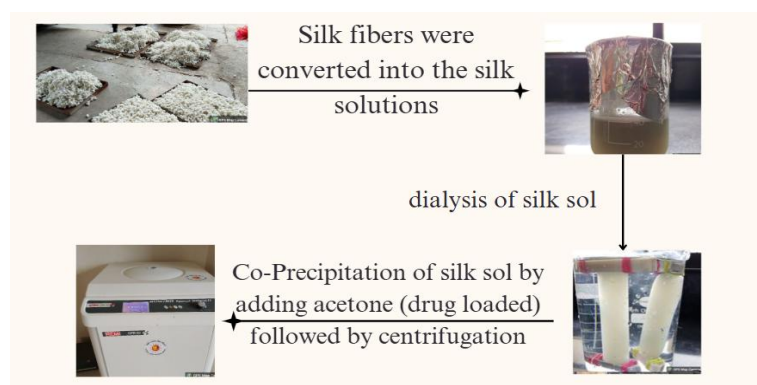 Silk fibers were
converted into the silk
solutions
dialysis of silk sol
Co-Precipitation of silk sol by
adding acetone (drug loaded)
followed by centrifugation
20